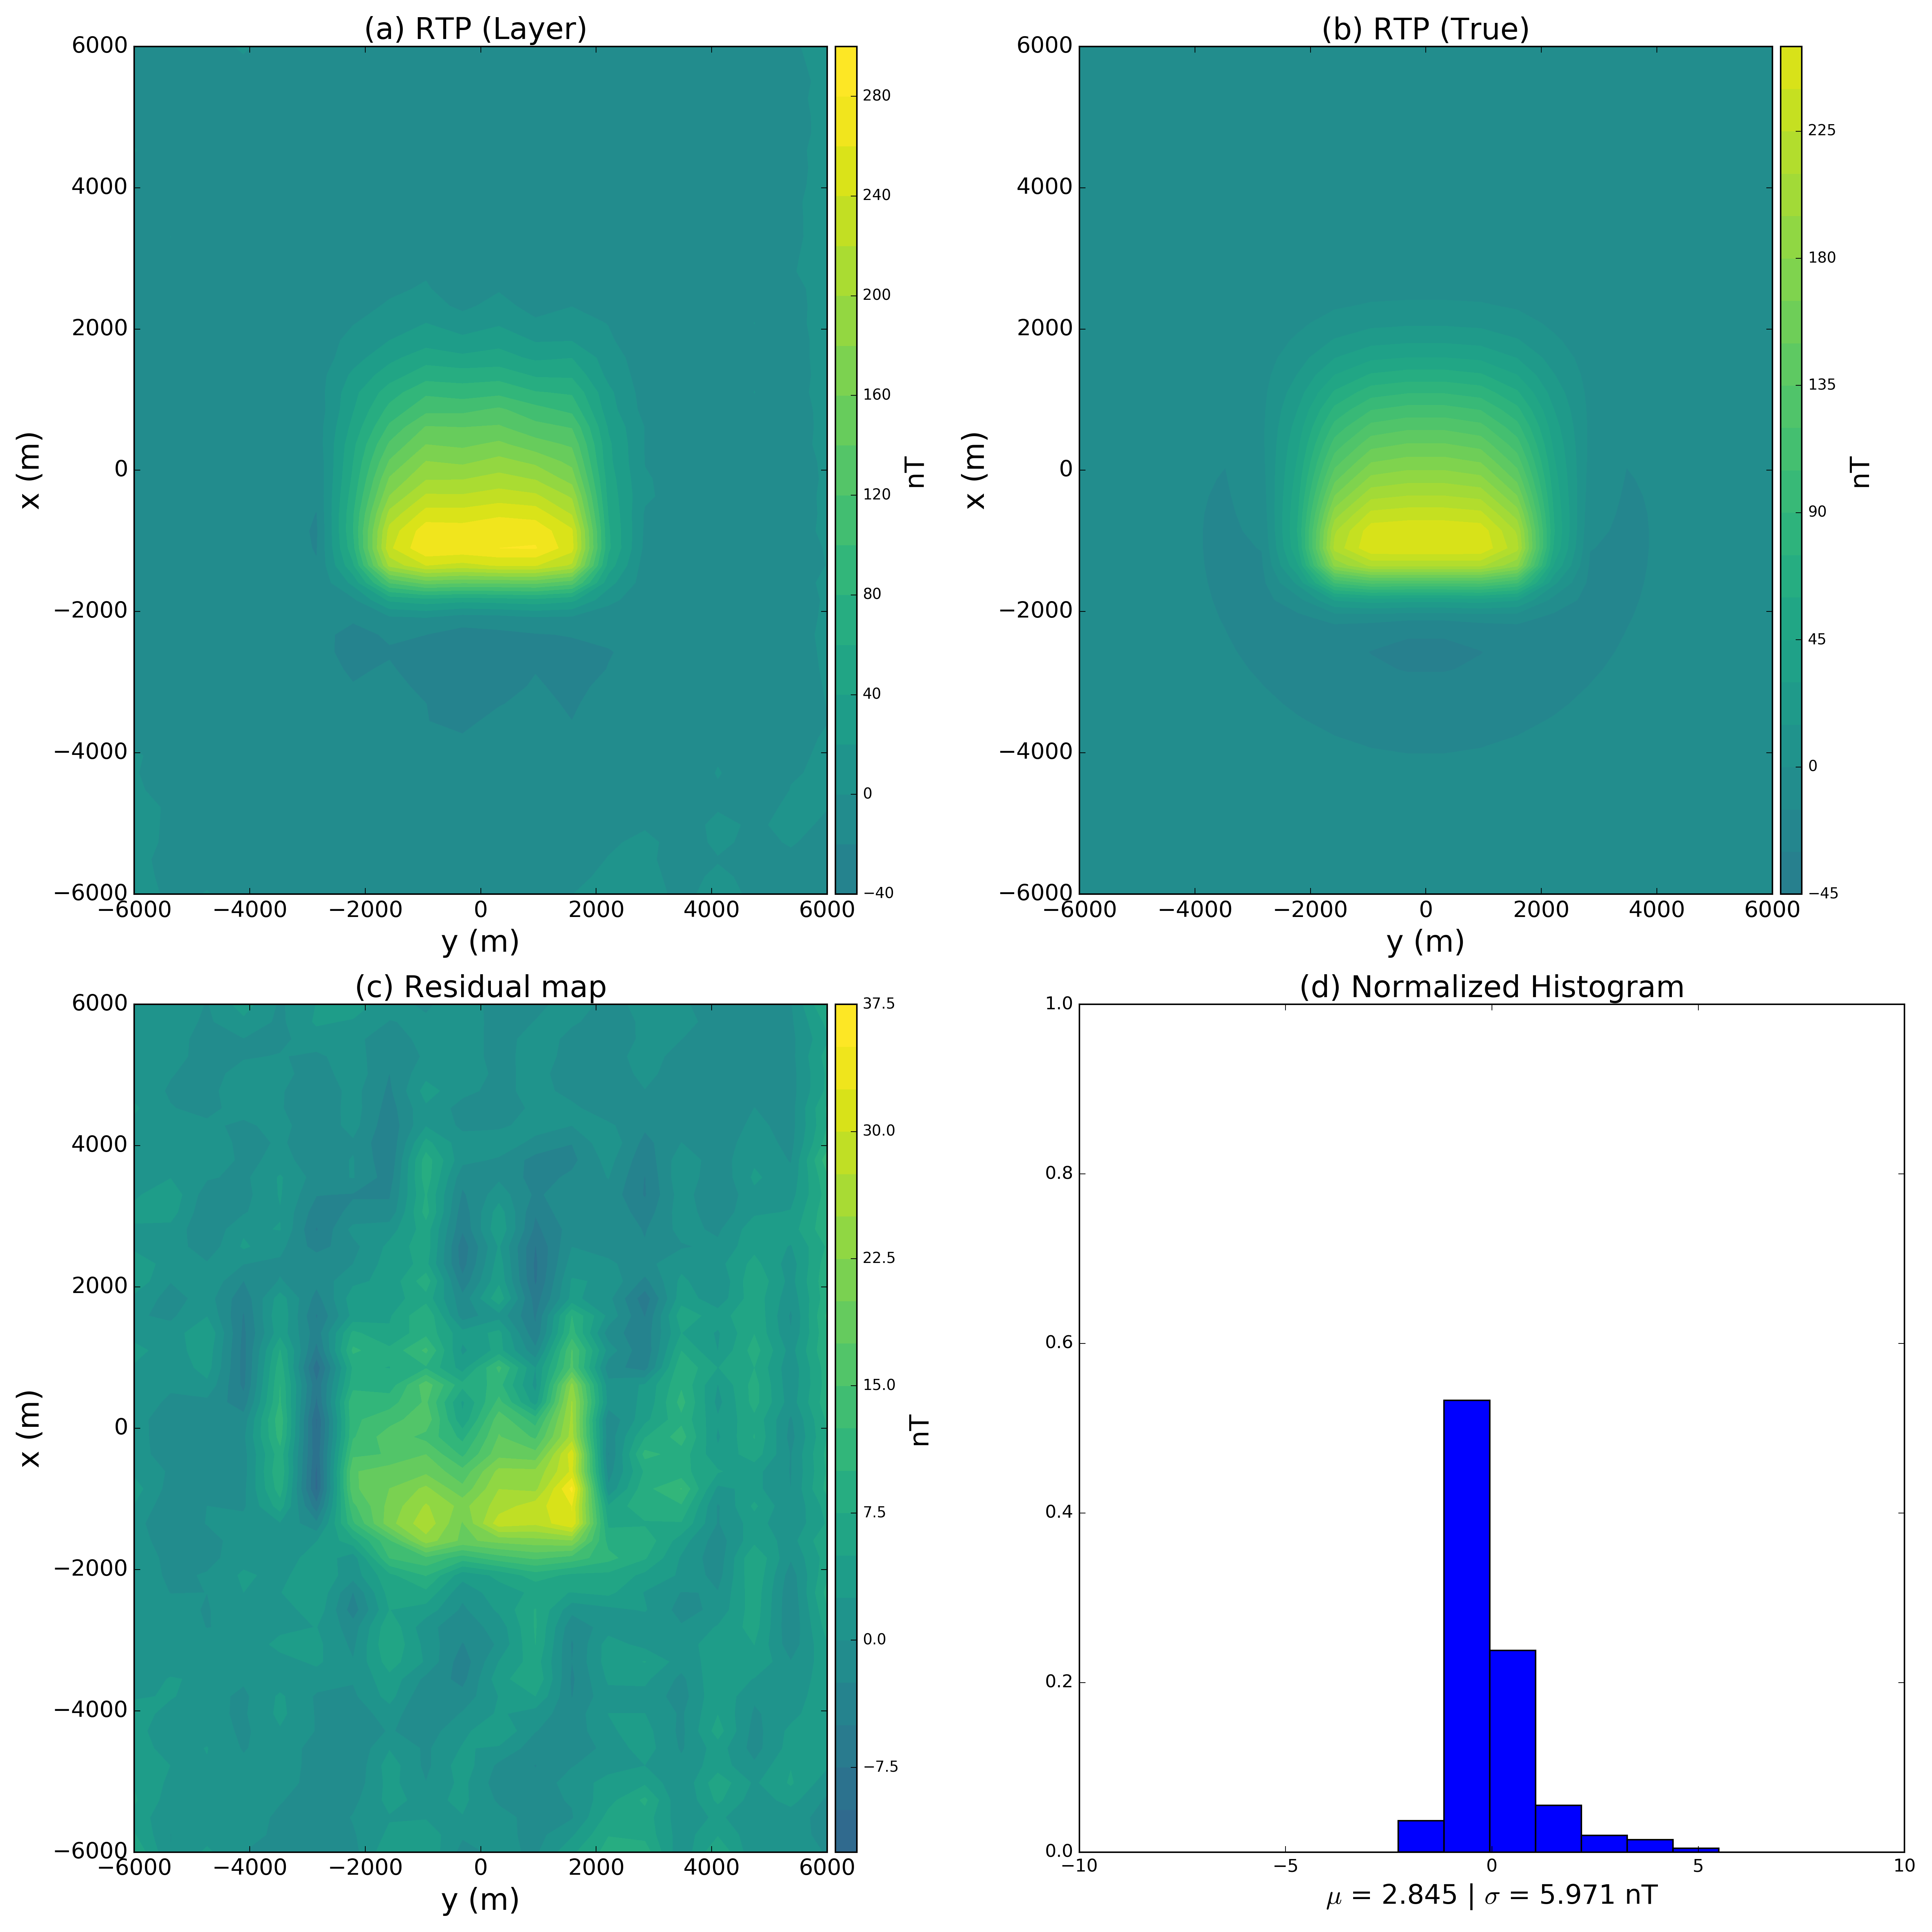 (a) RTP (Layer)
6000
4000
2000
0
−2000
−4000
−6000
x (m)
−6000 −4000 −2000 0 2000 4000 6000
y (m)
280
240
200
160
120
80
40
0
−40
nT
(b) RTP (True)
6000
4000
2000
0
−2000
−4000
−6000
x (m)
−6000 −4000 −2000 0 2000 4000 6000
y (m)
225
180
135
90
45
0
−45
nT
(c) Residual map
6000
4000
2000
0
−2000
−4000
−6000
x (m)
−6000 −4000 −2000 0 2000 4000 6000
y (m)
37.5
30.0
22.5
15.0
7.5
0.0
−7.5
nT
(d) Normalized Histogram
1.0
0.8
0.6
0.4
0.2
0.0
−10 −5 0 5 10
μ = 2.845 | σ = 5.971 nT